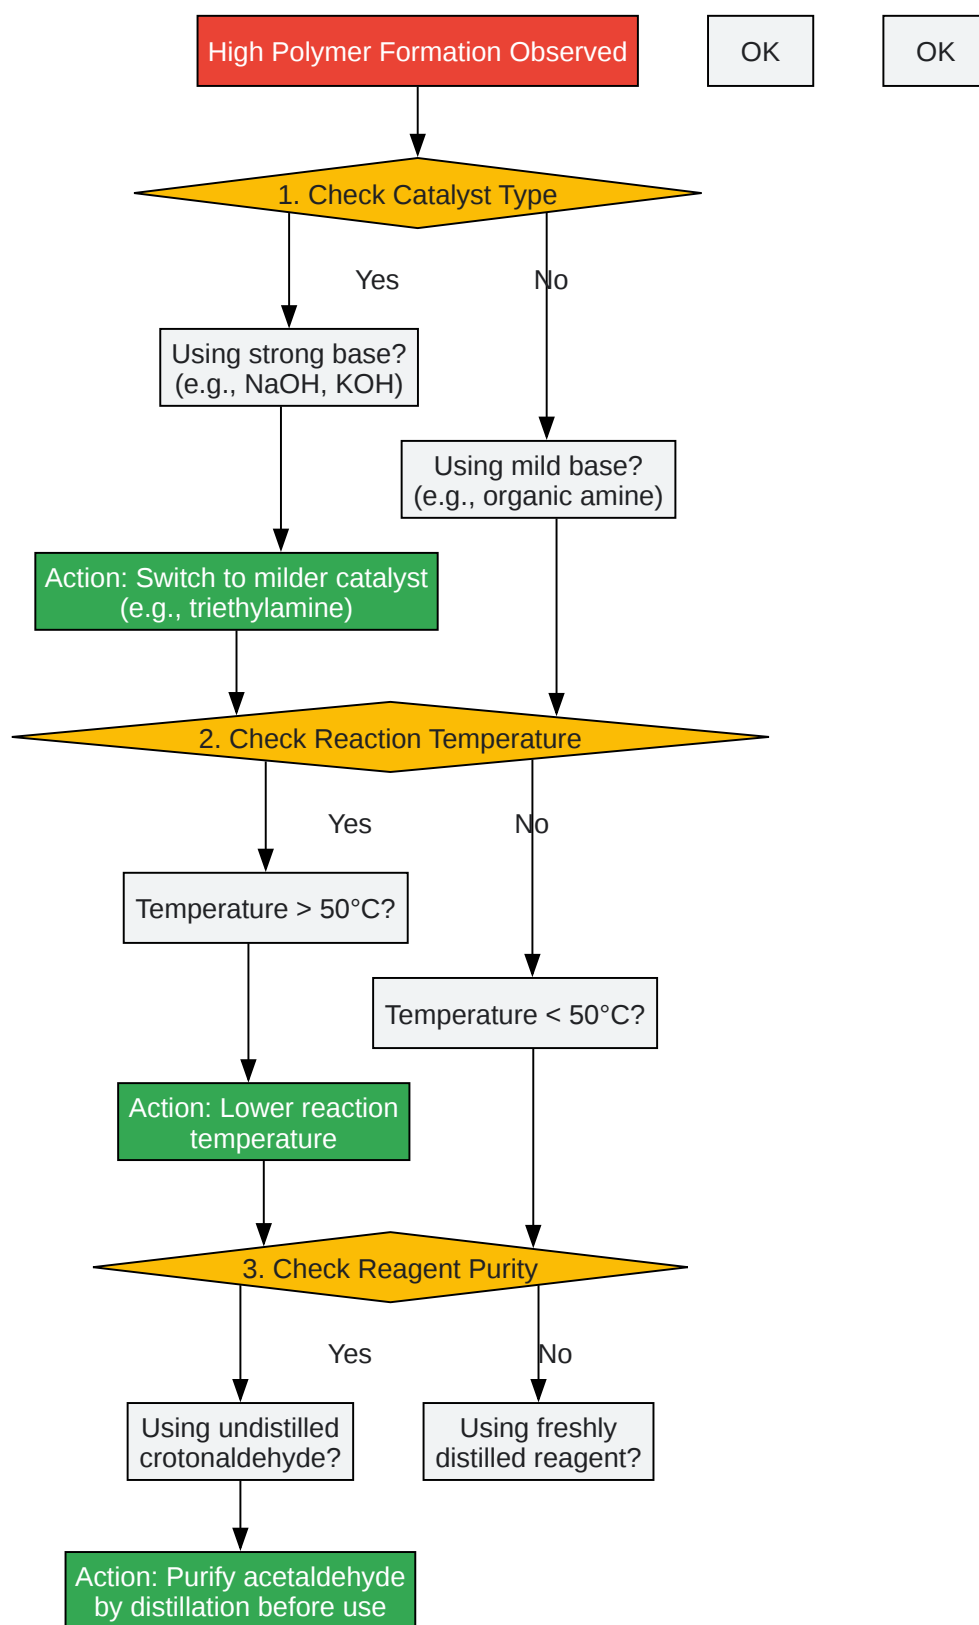 High Polymer Formation Observed
OK
OK
1. Check Catalyst Type
Yes
No
Using strong base?
(e.g., NaOH, KOH)
Using mild base?
(e.g., organic amine)
Action: Switch to milder catalyst
(e.g., triethylamine)
2. Check Reaction Temperature
Yes
No
Temperature > 50°C?
Temperature < 50°C?
Action: Lower reaction
temperature
3. Check Reagent Purity
Yes
No
Using undistilled
crotonaldehyde?
Using freshly
distilled reagent?
Action: Purify acetaldehyde
by distillation before use